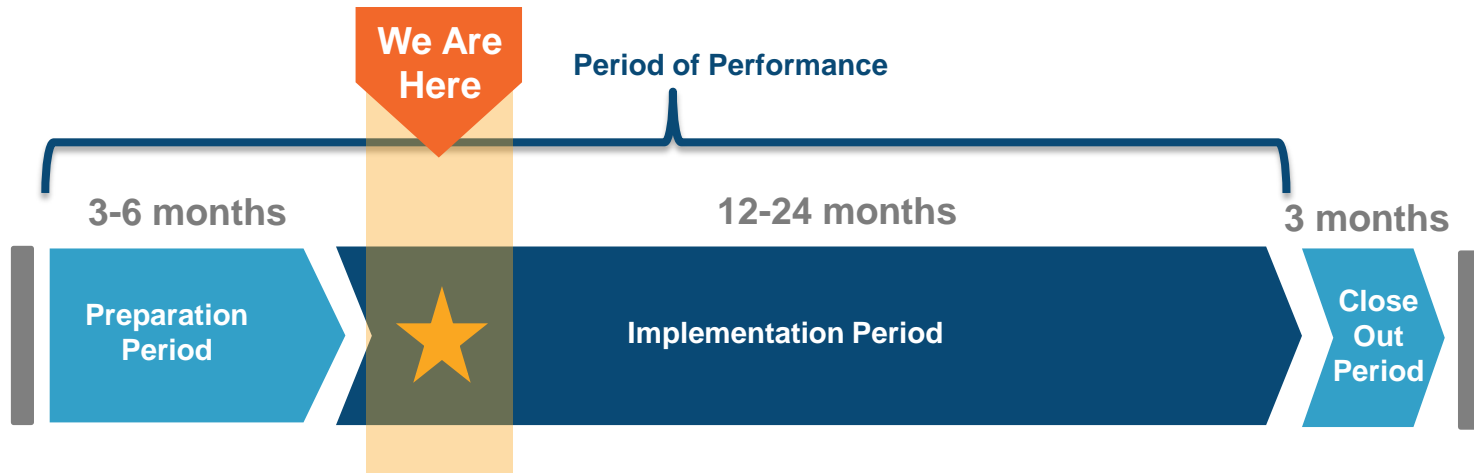 We Are
Here
Period of Performance
3-6 months
12-24 months
3 months
Preparation
Period
Implementation Period
Close
Out
Period